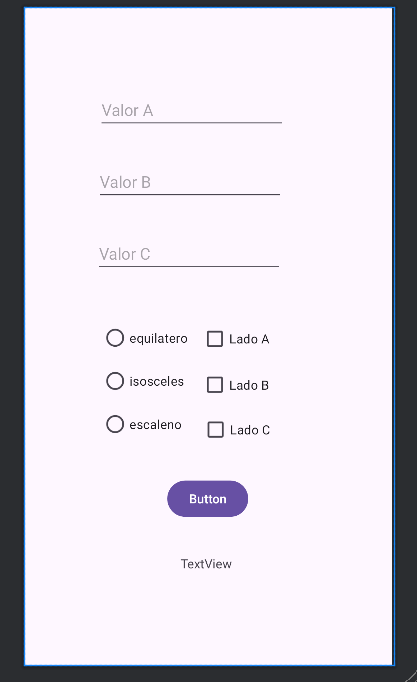 Valor A
Valor B
Valor C
equilatero Lado A
isosceles Lado B
escaleno Lado C
Button
TextView